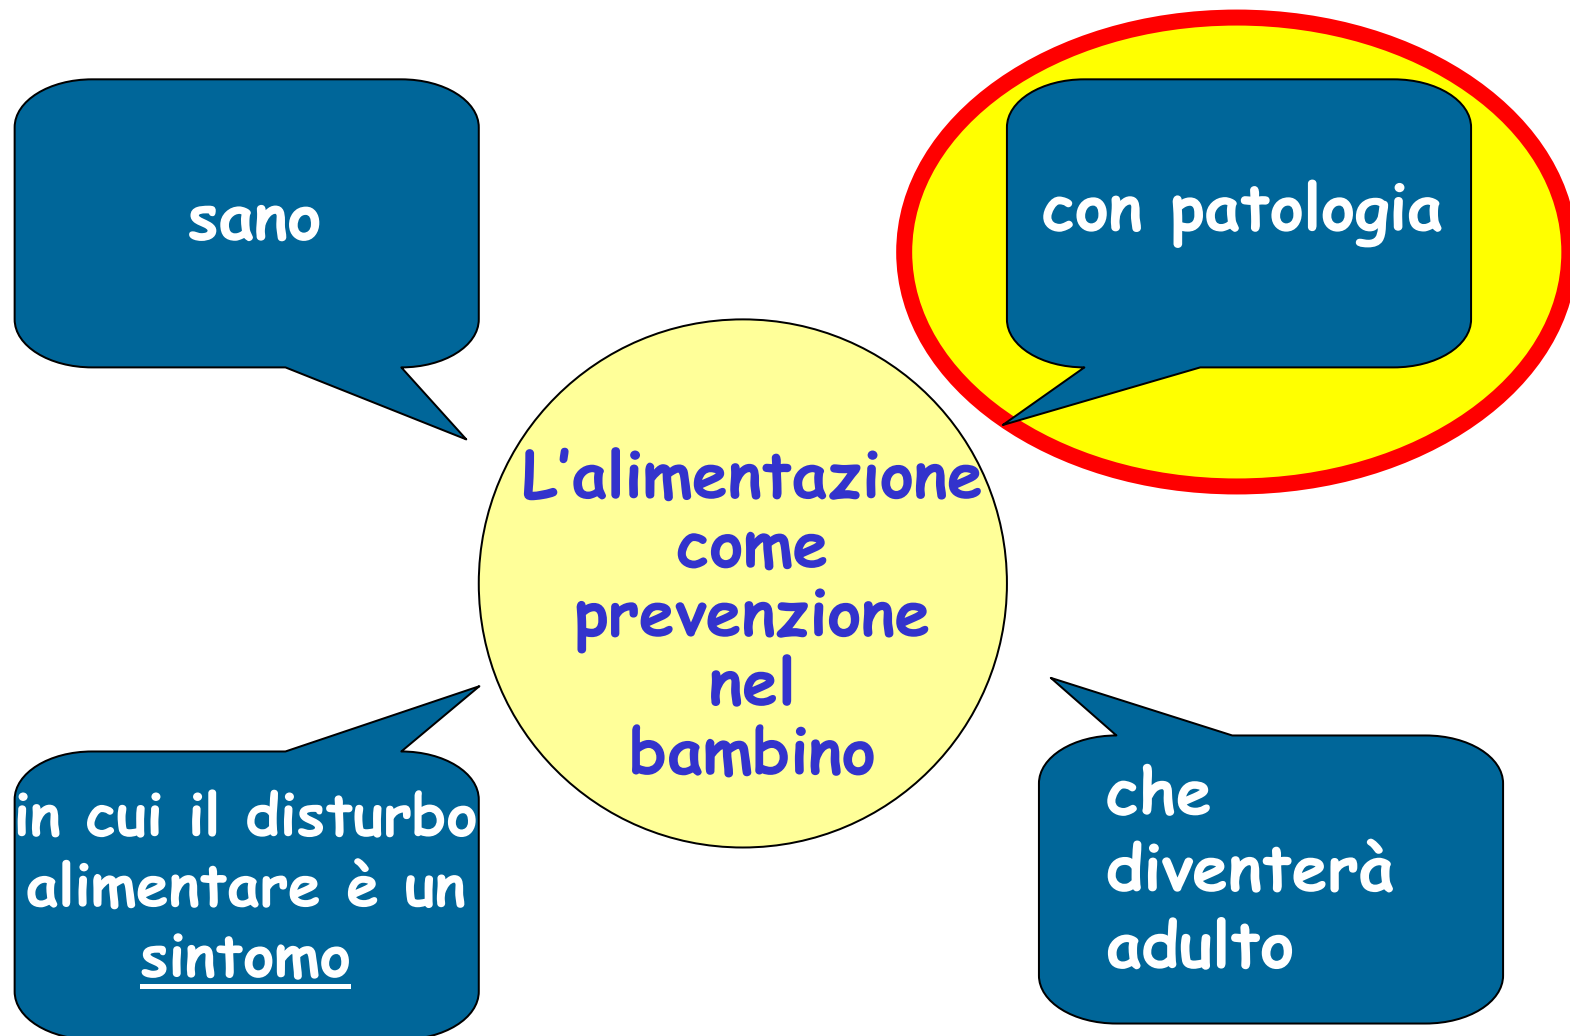 sano
con patologia
L'alimentazione
come
prevenzione
nel
bambino
in cui il disturbo
alimentare è un
sintomo
che
diventerà
adulto